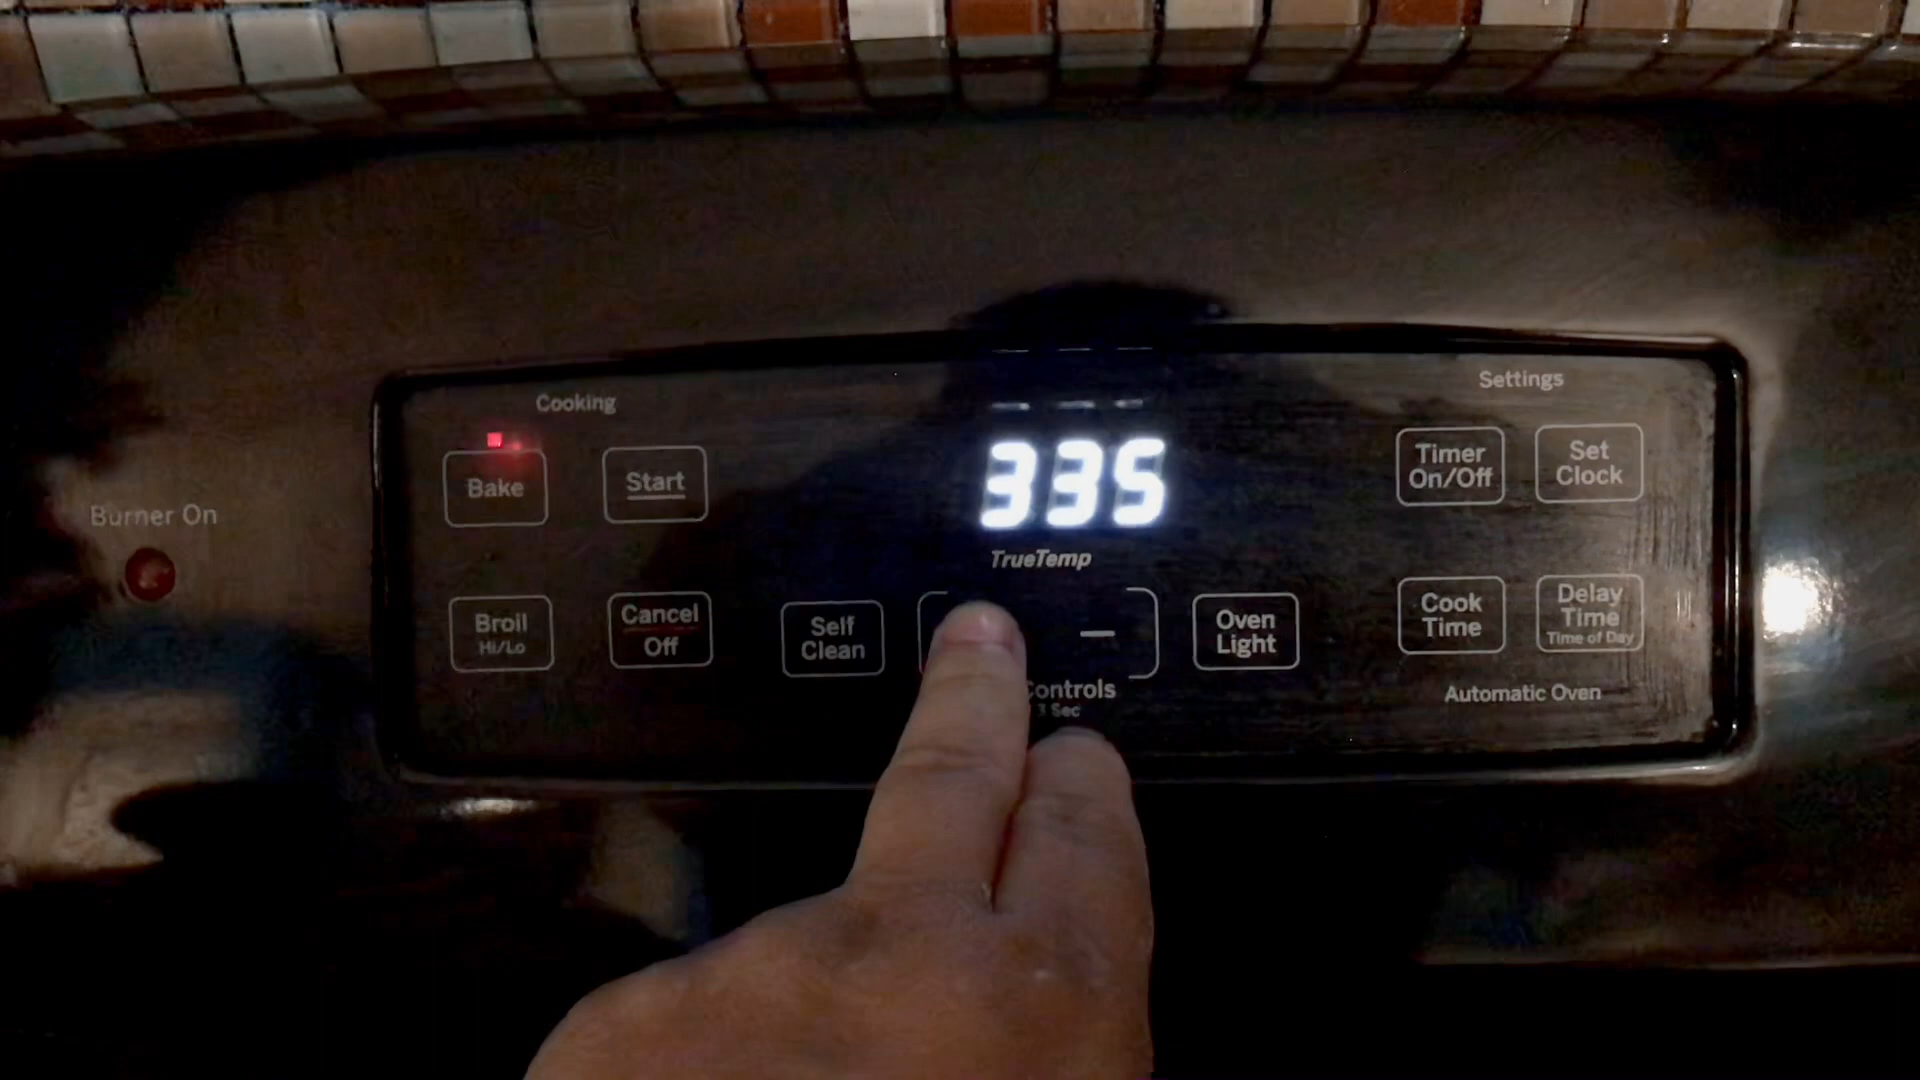 Cooking
Settings
Bake
Start
335
Timer
On/Off
Set
Clock
Burner On
TrueTemp
Broil
Hi/Lo
Cancel
Off
Self
Clean
–
Oven
Light
Cook
Time
Delay
Time
Time of Day
Controls
3 Sec
Automatic Oven